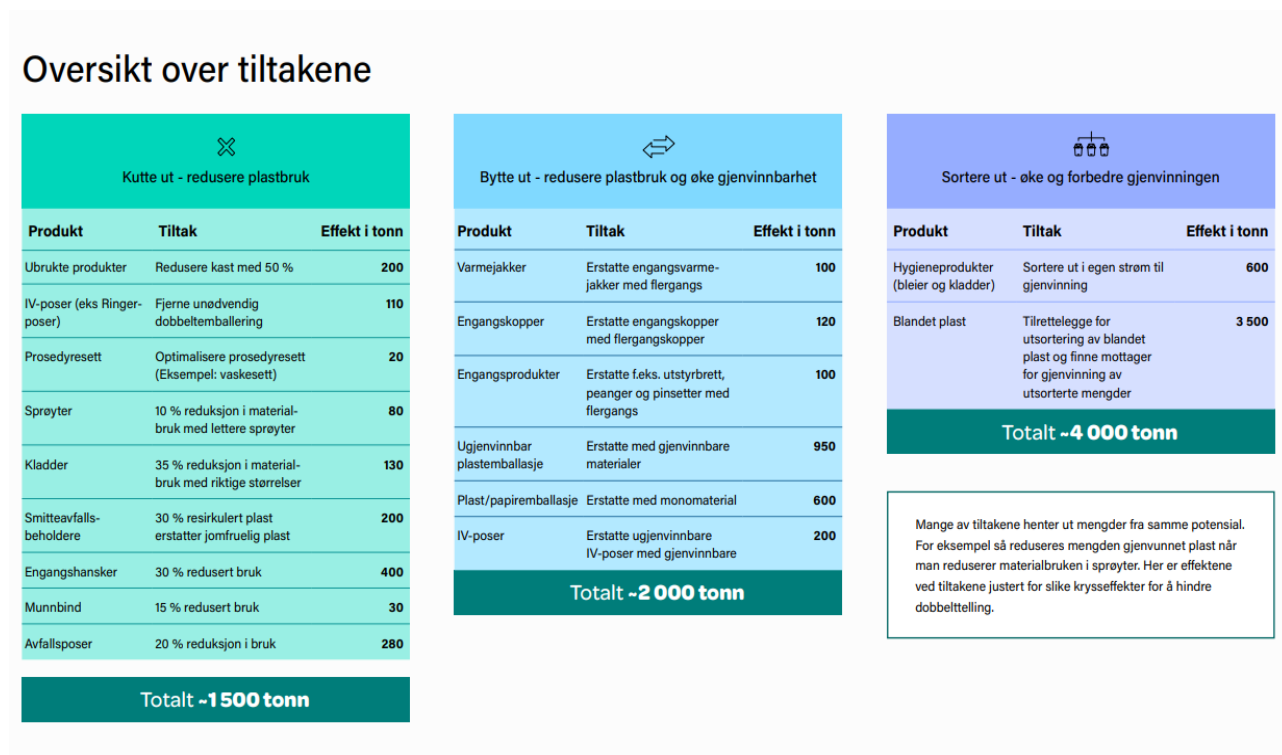 Oversikt over tiltakene
Kutte ut - redusere plastbruk
Produkt Tiltak Effekt i tonn
Ubrukte produkter Redusere kast med 50 % 200
IV-poser (eks Ringer- Fjerne unødvendig 110
poser) dobbeltemballering
Prosedyresett Optimalisere prosedyresett 20
(Eksempel: vaskesett)
Sprøyter 10 % reduksjon i material- 80
bruk med lettere sprøyter
Kladder 35 % reduksjon i material- 130
bruk med riktige størrelser
Smitteavfalls- 30 % resirkulert plast 200
beholdere erstatter jomfruelig plast
Engangshansker 30 % redusert bruk 400
Munnbind 15 % redusert bruk 30
Avfallsposer 20 % reduksjon i bruk 280
Totalt ~1 500 tonn
Bytte ut - redusere plastbruk og øke gjenvinnbarhet
Produkt Tiltak Effekt i tonn
Varmejakker Erstatte engangsvarme- 100
jakker med flergangs
Engangskopper Erstatte engangskopper 120
med flergangskopper
Engangsprodukter Erstatte f.eks. utstyrbrett, 100
peanger og pinsetter med
flergangs
Ugjenvinnbar Erstatte med gjenvinnbare 950
plastemballasje materialer
Plast/papiremballasje Erstatte med monomaterial 600
IV-poser Erstatte ugjenvinnbare 200
IV-poser med gjenvinnbare
Totalt ~2 000 tonn
Sortere ut - øke og forbedre gjenvinningen
Produkt Tiltak Effekt i tonn
Hygieneprodukter Sortere ut i egen strøm til 600
(bleier og kladder) gjenvinning
Blandet plast Tilrettelegge for 3 500
utsortering av blandet
plast og finne mottager
for gjenvinning av
utsorterte mengder
Totalt ~4 000 tonn
Mange av tiltakene henter ut mengder fra samme potensial.
For eksempel så reduseres mengden gjenvunnet plast når
man reduserer materialbruken i sprøyter. Her er effektene
ved tiltakene justert for slike krysseffekter for å hindre
dobbelttelling.